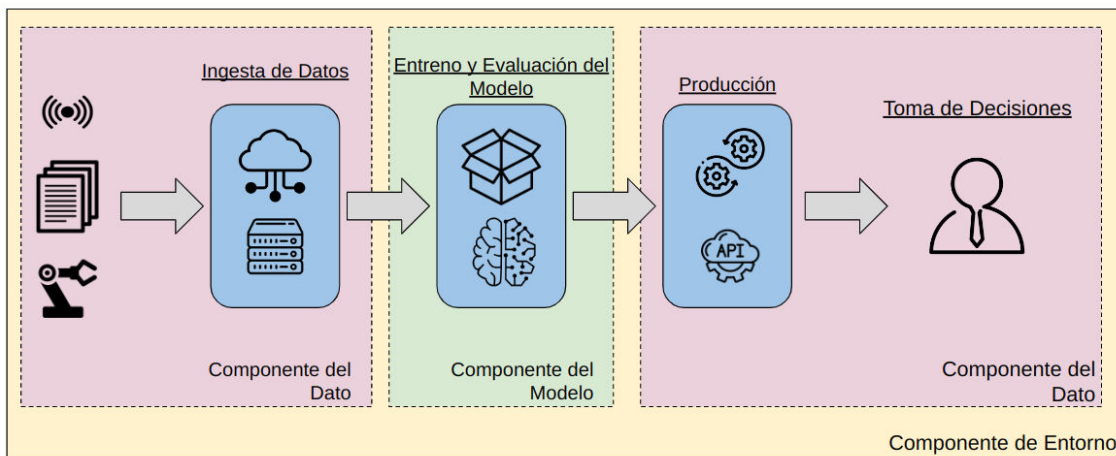 Ingesta de Datos
Entreno y Evaluación del
Modelo
Producción
Toma de Decisiones
API
Componente del
Dato
Componente del
Modelo
Componente del
Dato
Componente de Entorno